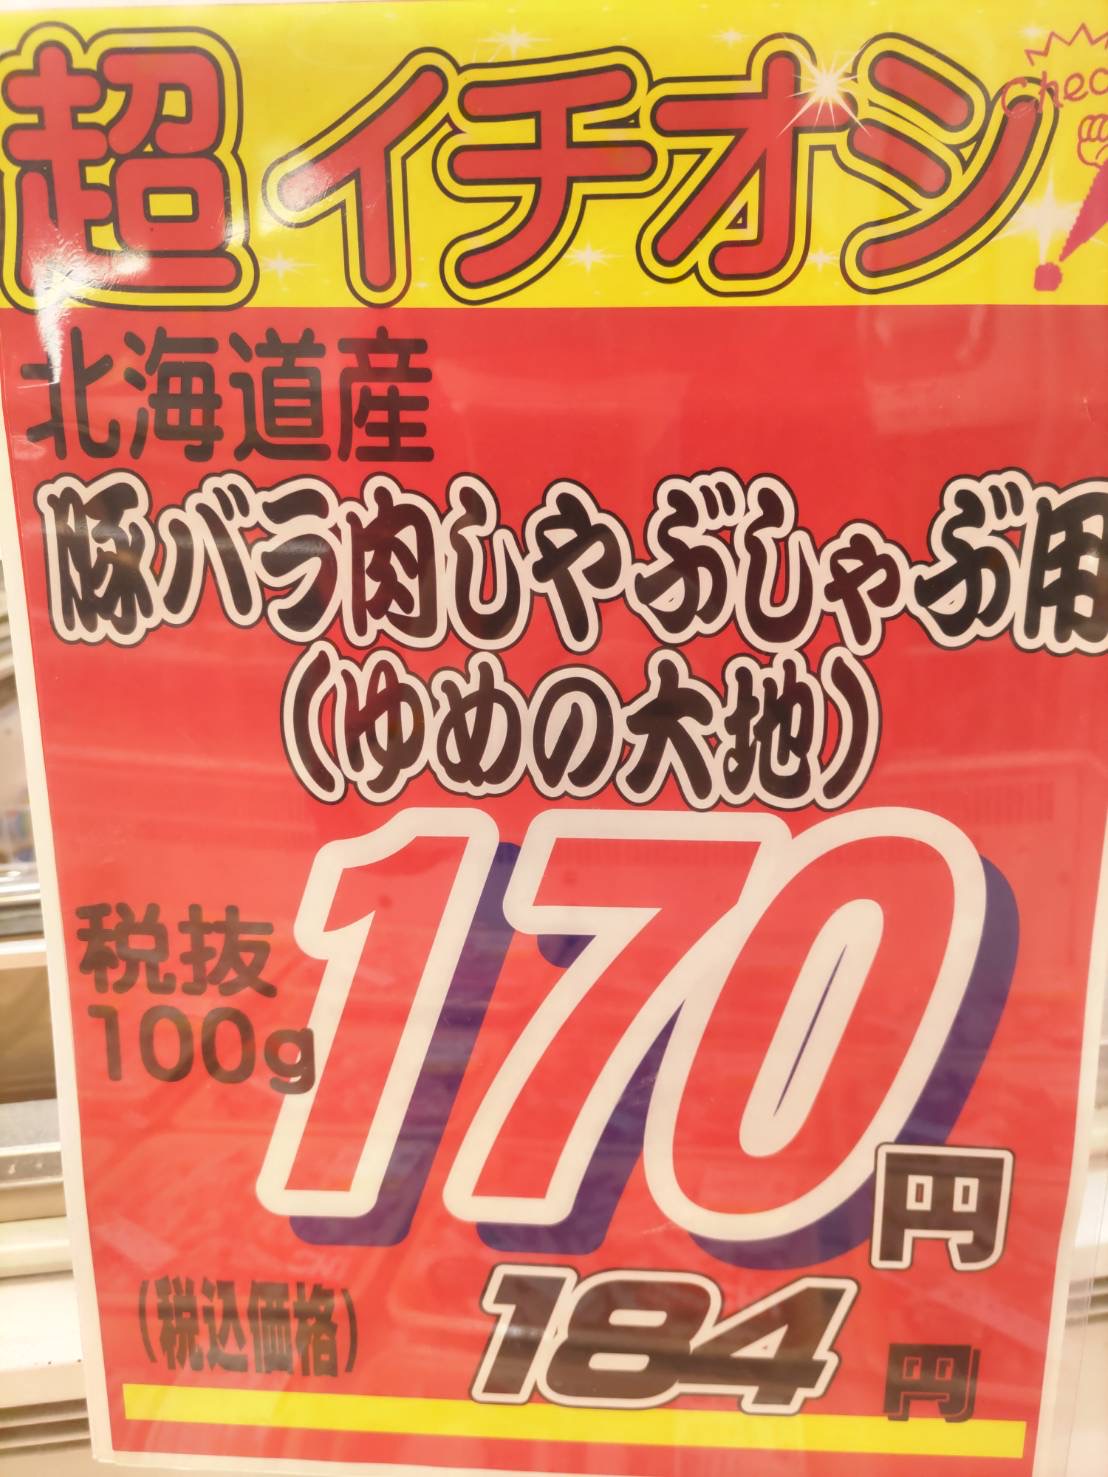 超イチオシ
北海道産
豚バラ肉しゃぶしゃぶ用
(ゆめの大地)
税抜
100g
170円
(税込価格)
184円